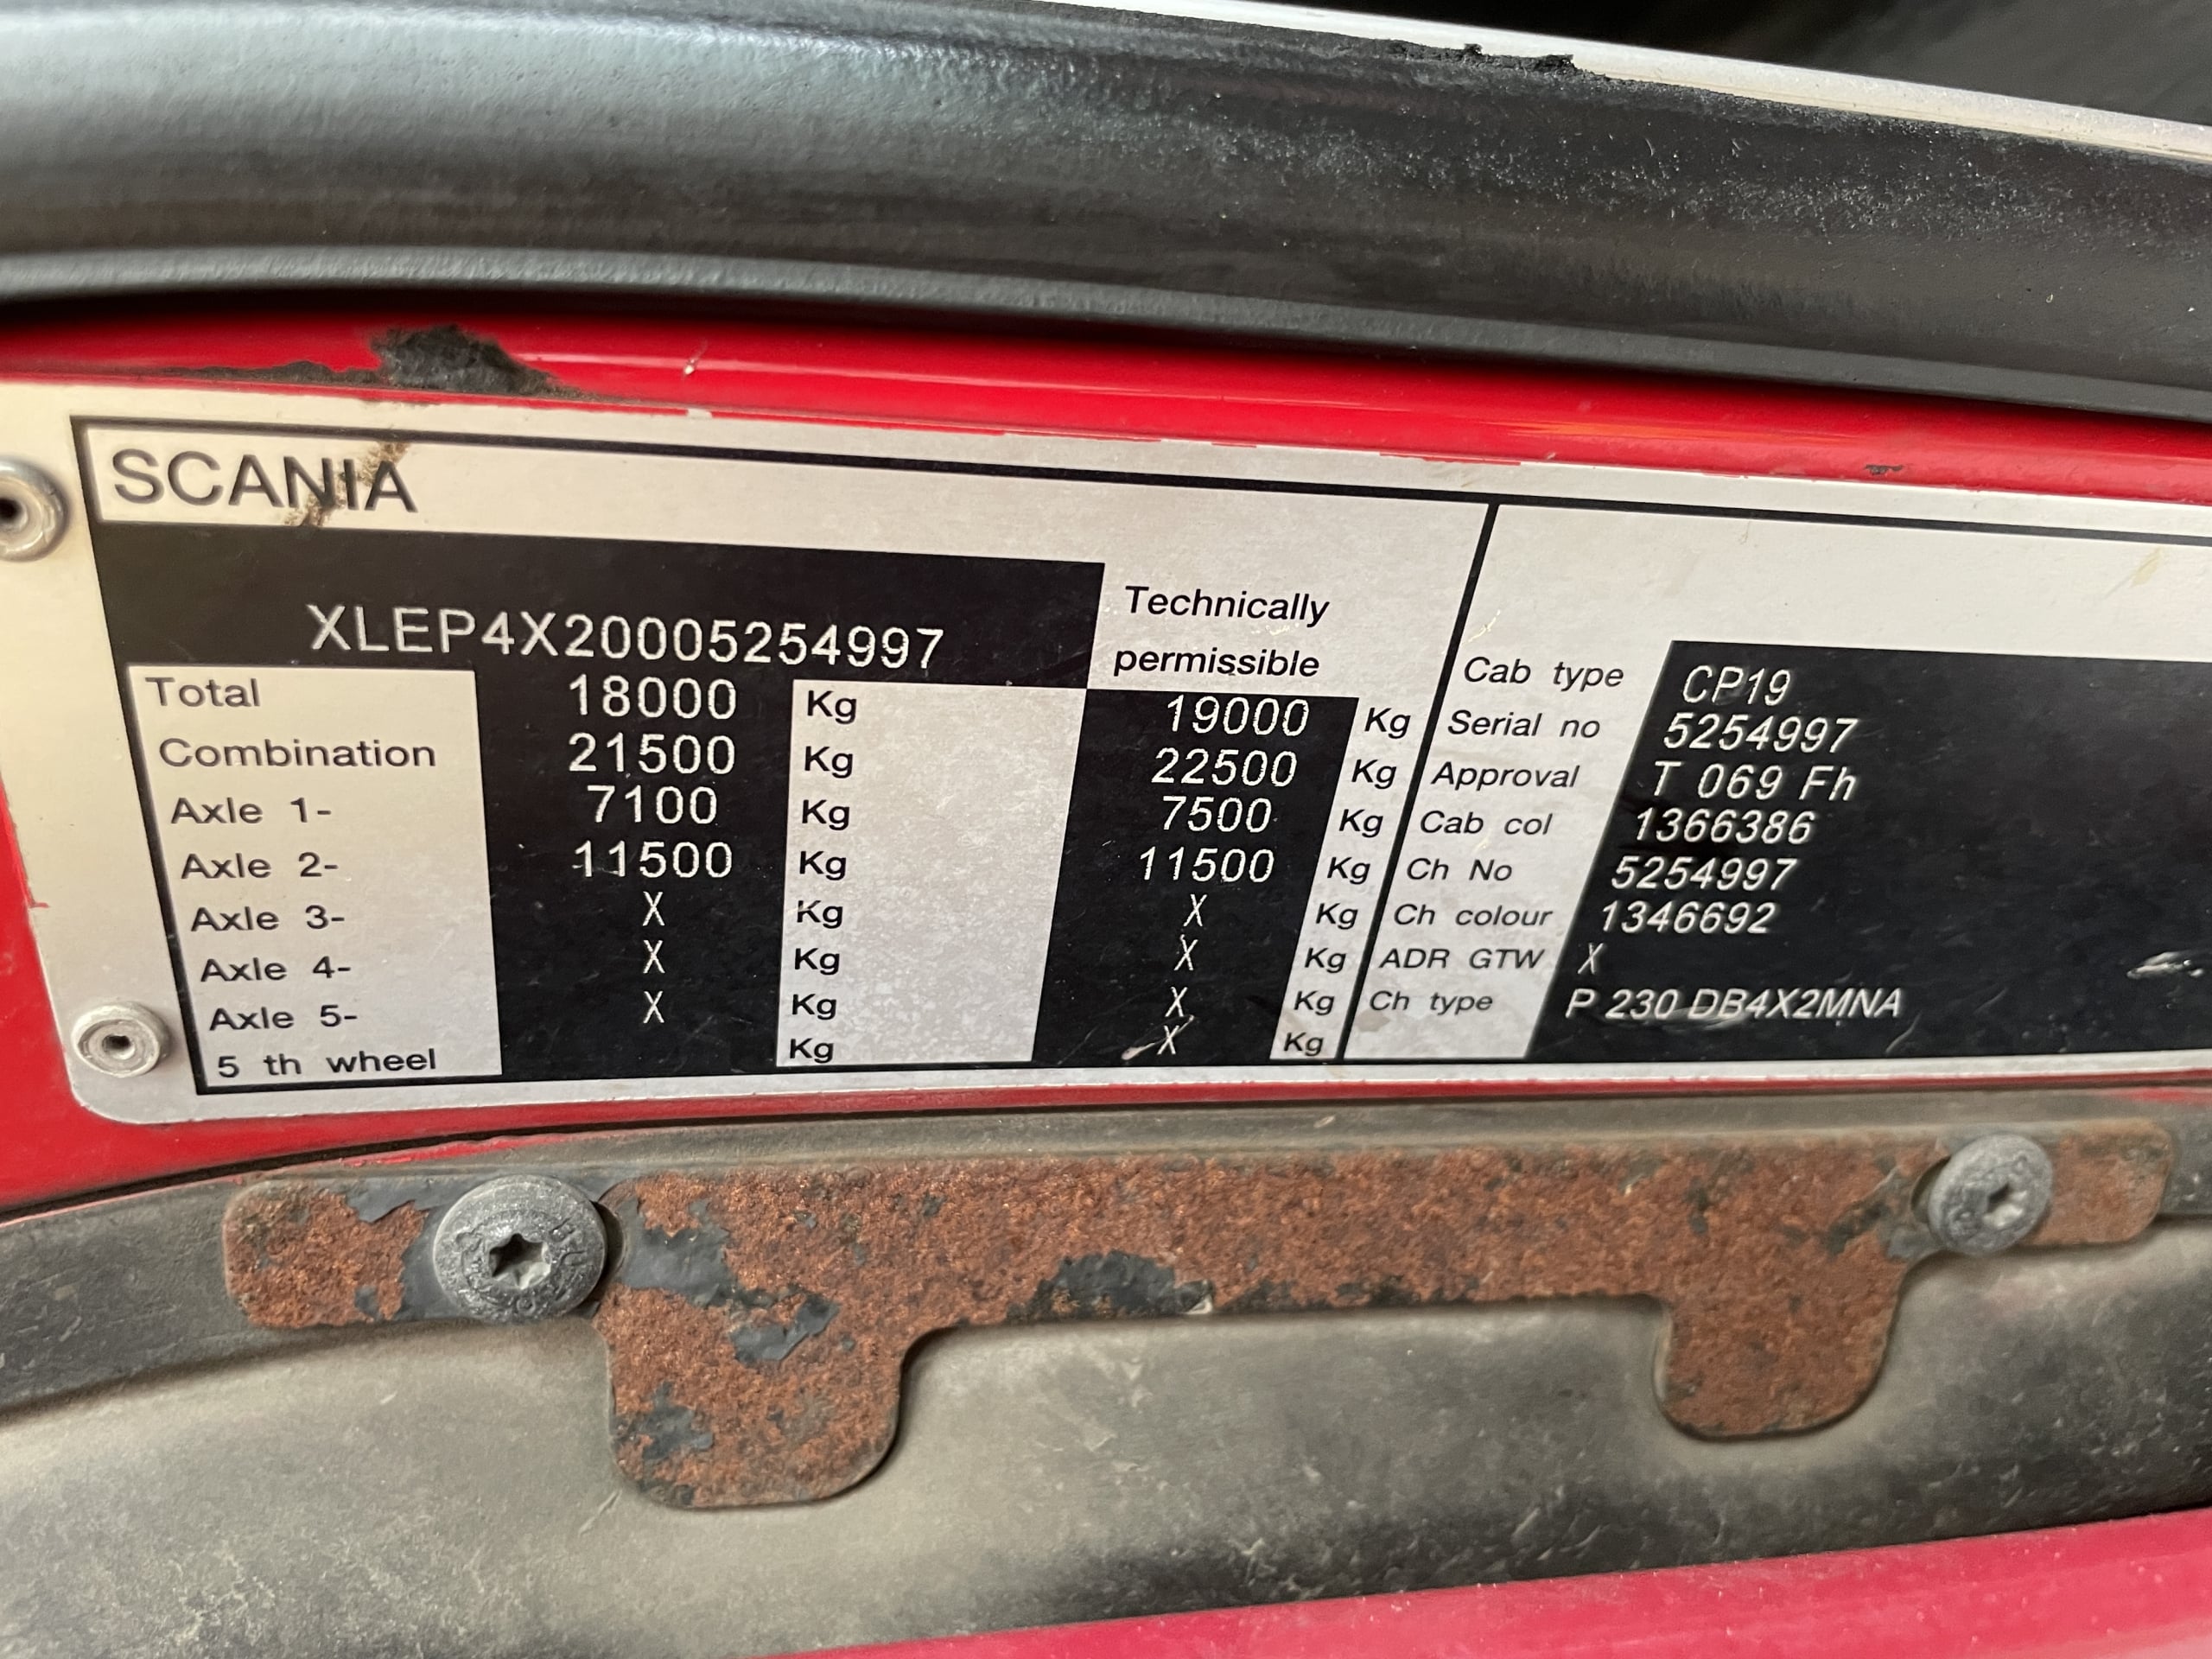 SCANIA
XLEP4X20005254997
Technically
permissible
Total 18000 Kg 19000 Kg
Combination 21500 Kg 22500 Kg
Axle 1- 7100 Kg 7500 Kg
Axle 2- 11500 Kg 11500 Kg
Axle 3- X Kg X Kg
Axle 4- X Kg X Kg
Axle 5- X Kg X Kg
5 th wheel Kg X Kg
Cab type CP19
Serial no 5254997
Approval T 069 Fh
Cab col 1366386
Ch No 5254997
Ch colour 1346692
ADR GTW X
Ch type P 230 DB4X2MNA